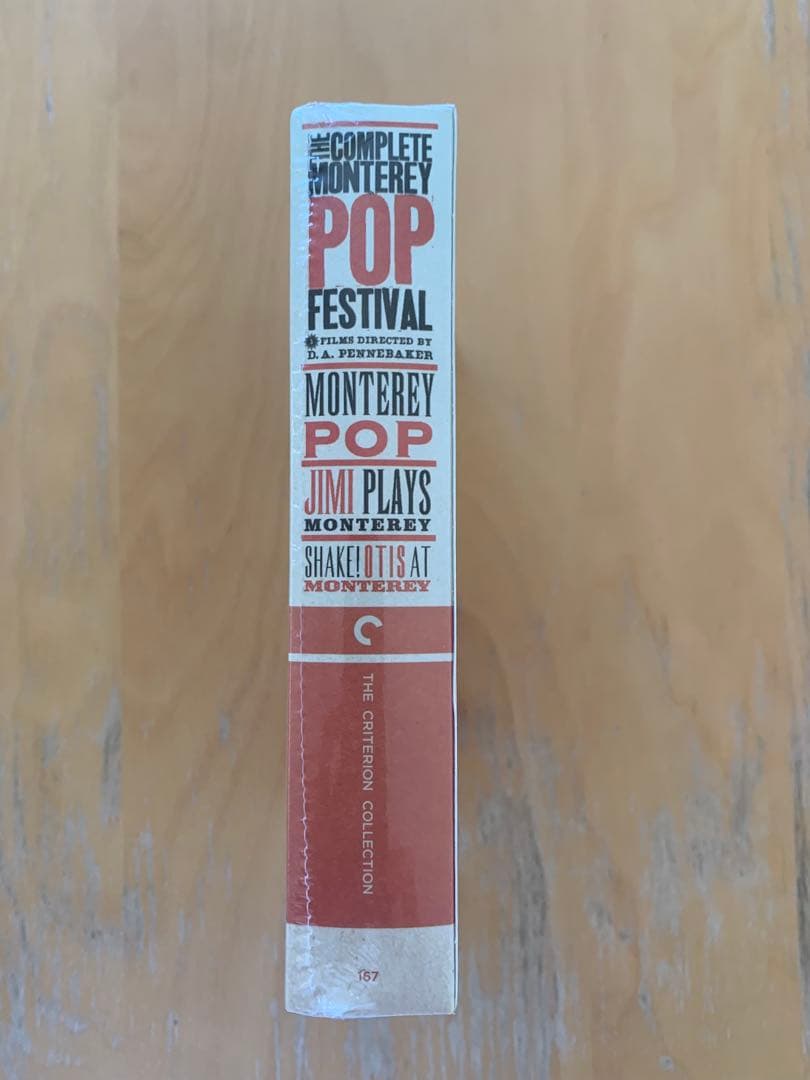 THE COMPLETE
MONTEREY
POP
FESTIVAL
3 FILMS DIRECTED BY
D. A. PENNEBAKER
MONTEREY
POP
JIMI PLAYS
MONTEREY
SHAKE! OTIS AT
MONTEREY
THE CRITERION COLLECTION
167